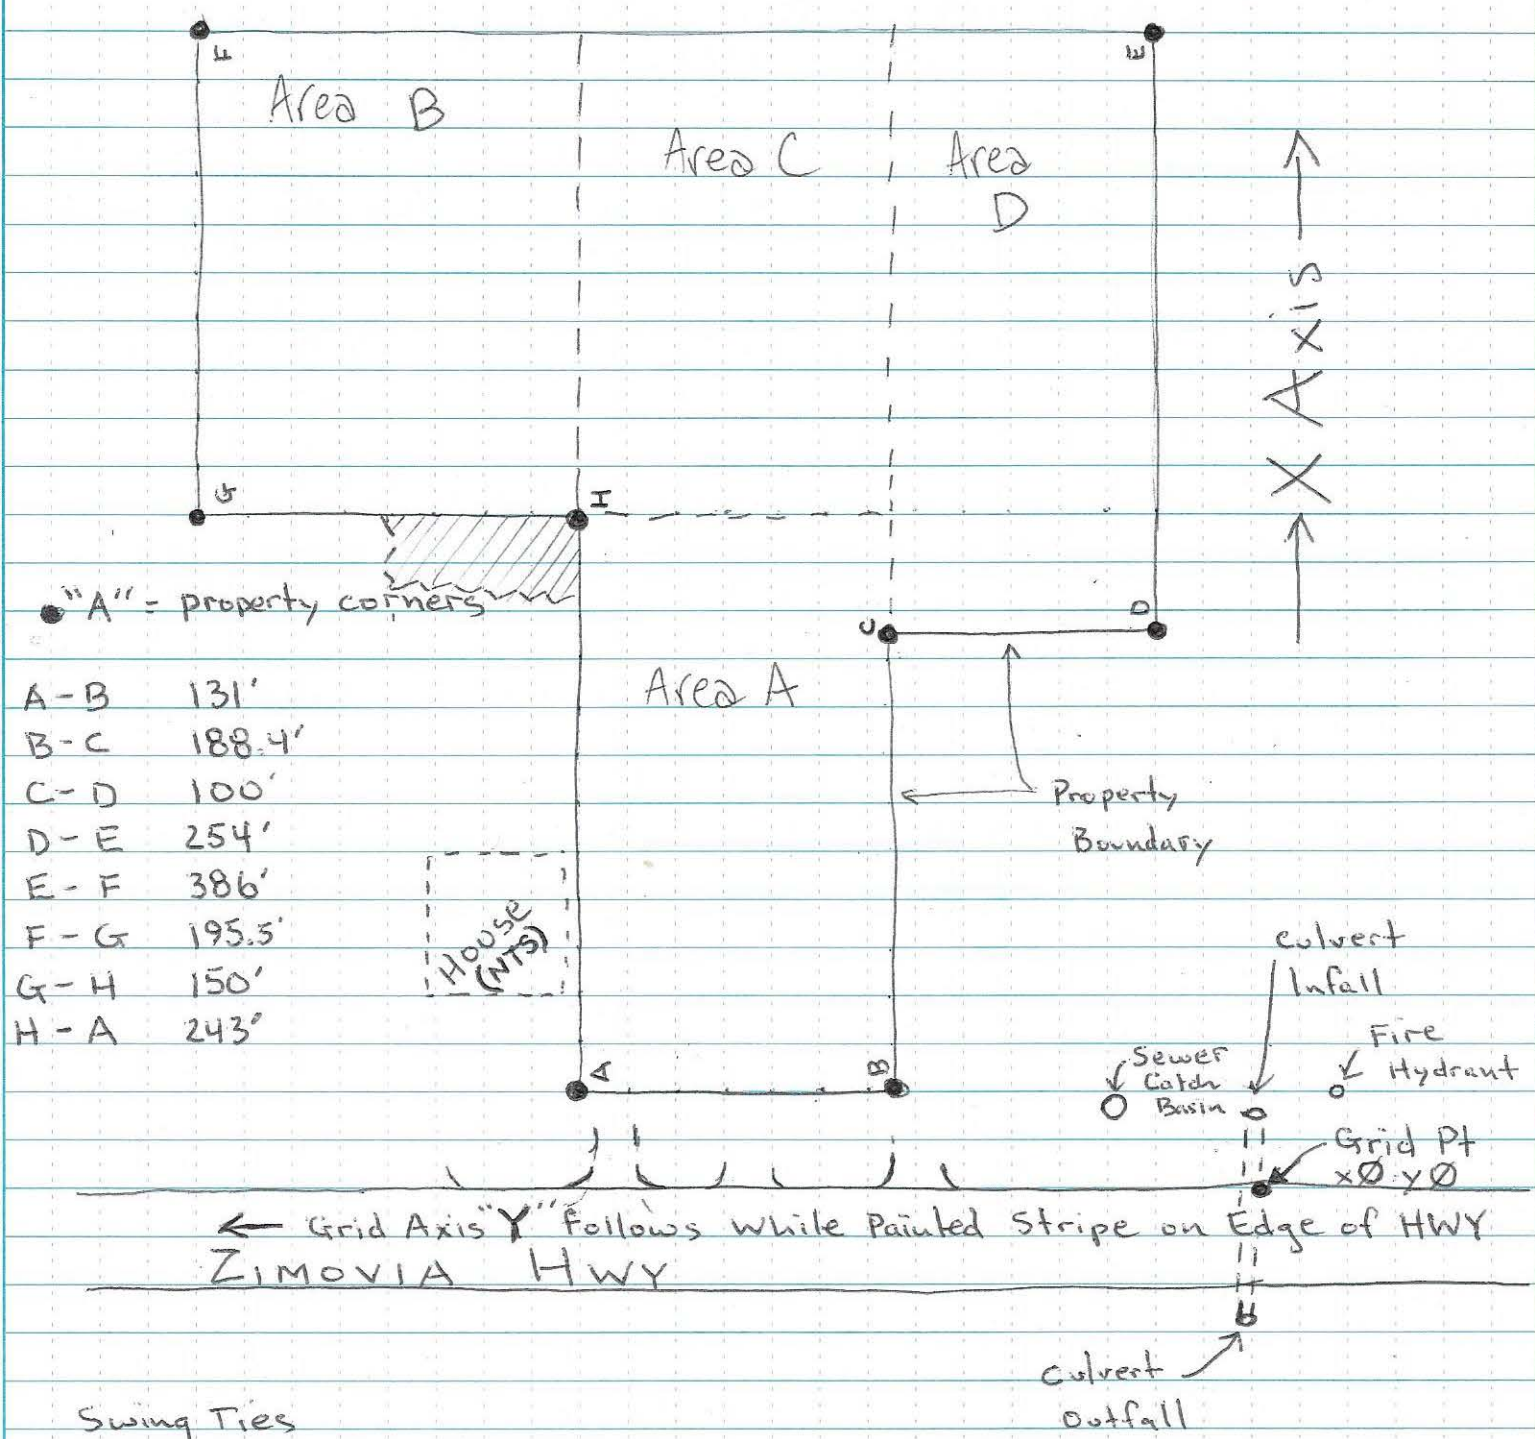 F
E
Area B
Area C
Area
D
X Axis
G
I
"A" = property corners
C
D
Area A
A-B 131'
B-C 188.4'
C-D 100'
D-E 254'
E-F 386'
F-G 195.5'
G-H 150'
H-A 243'
Property
Boundary
House
(NTS)
Culvert
Infall
A
B
Sewer
Catch
Basin
Fire
Hydrant
Grid Pt
xØ yØ
← Grid Axis "Y" Follows While Painted Stripe on Edge of HWY
ZIMOVIA HWY
Culvert
Outfall
Swing Ties